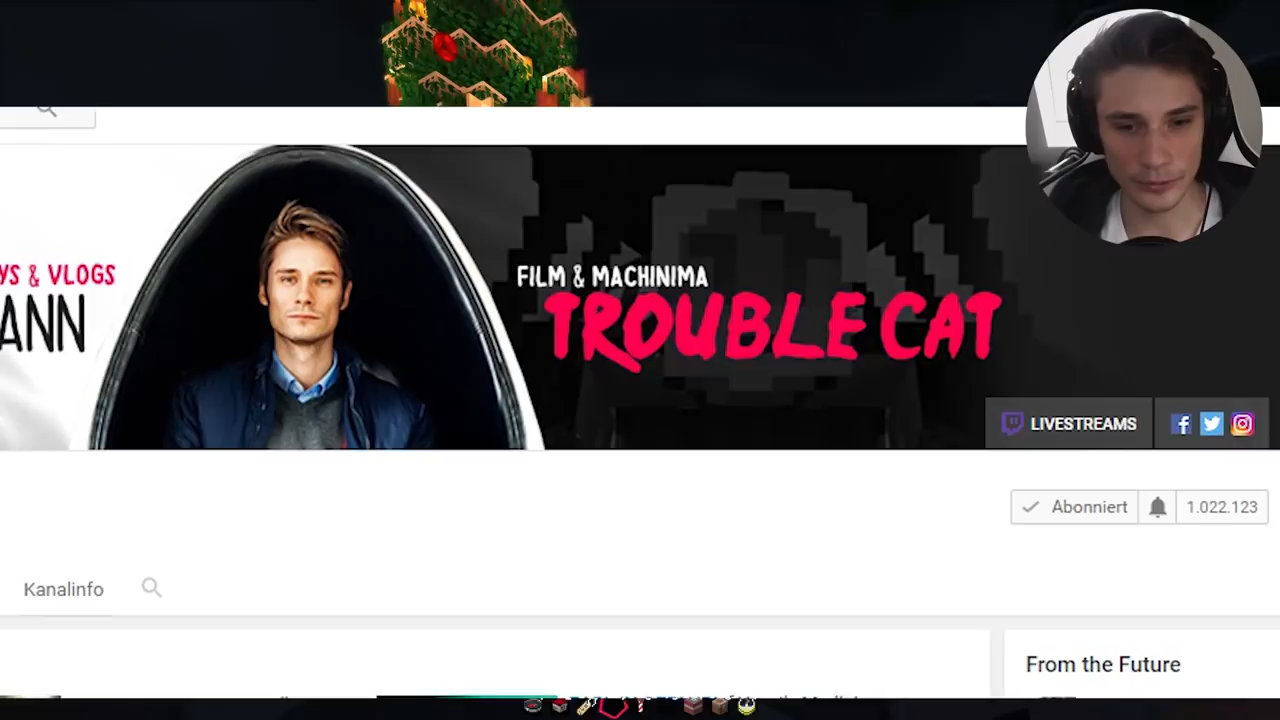 YS & VLOGS
ANN
FILM & MACHINIMA
TROUBLE CAT
LIVESTREAMS
Abonniert 1.022.123
Kanalinfo
From the Future